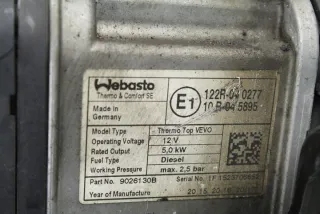 Webasto
Thermo & Comfort SE
Made in
Germany
E1
122R-04 0277
10 R-04 5895
Model Type: - Thermo Top VEVO
Operating Voltage 12 V
Rated Output 5,0 kW
Fuel Type Diesel
Working Pressure max. 2,5 bar
Part No. 9026130B
Serial No.
Year of Manufacture